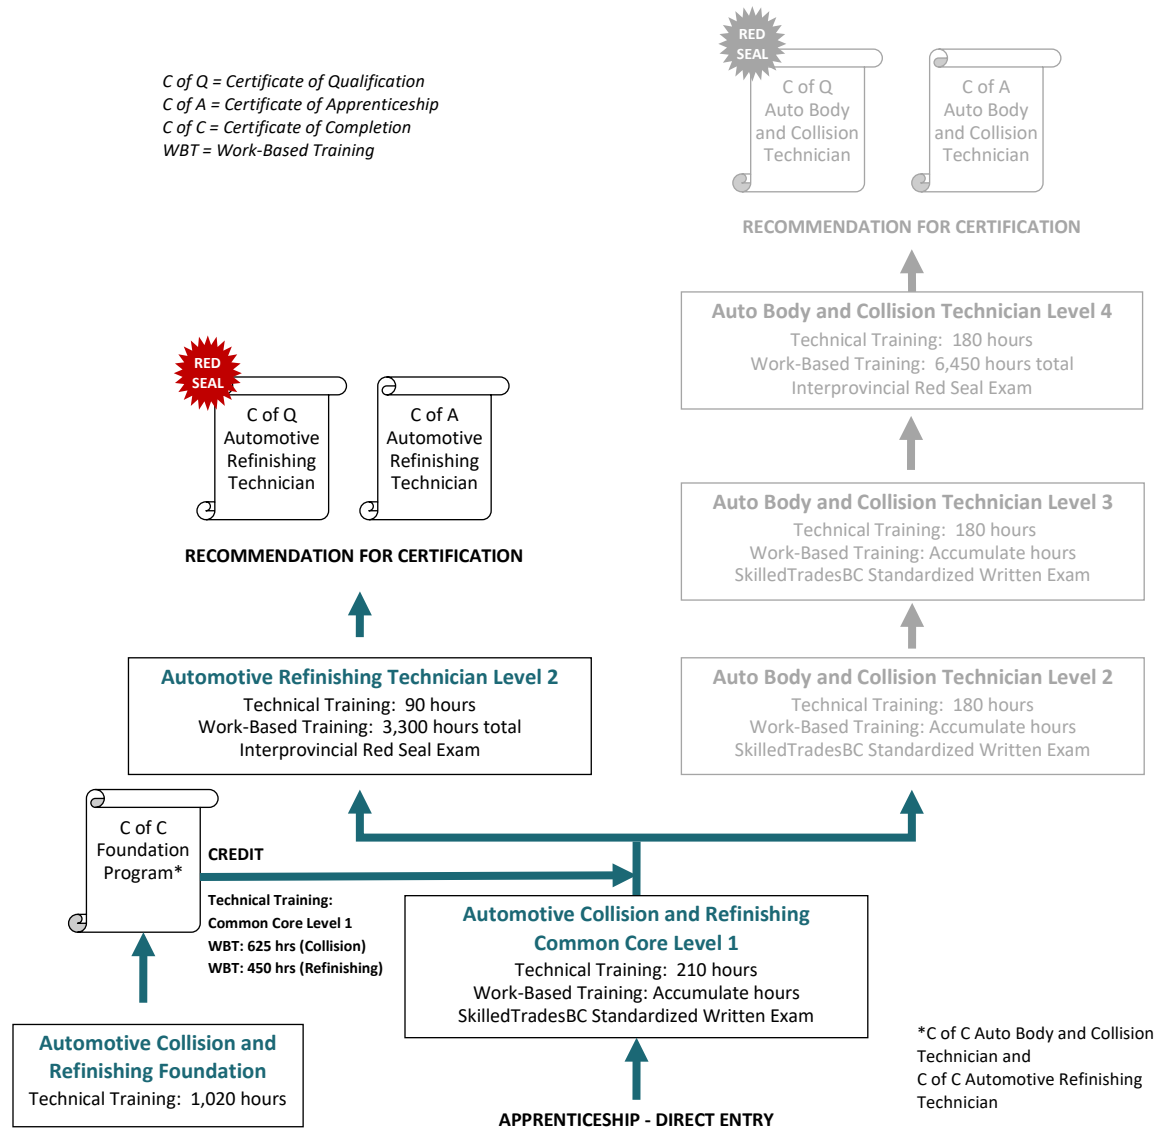 C of Q = Certificate of Qualification
C of A = Certificate of Apprenticeship
C of C = Certificate of Completion
WBT = Work-Based Training
RED
SEAL
C of Q
Auto Body
and Collision
Technician
C of A
Auto Body
and Collision
Technician
RECOMMENDATION FOR CERTIFICATION
Auto Body and Collision Technician Level 4
Technical Training: 180 hours
Work-Based Training: 6,450 hours total
Interprovincial Red Seal Exam
Auto Body and Collision Technician Level 3
Technical Training: 180 hours
Work-Based Training: Accumulate hours
SkilledTradesBC Standardized Written Exam
Auto Body and Collision Technician Level 2
Technical Training: 180 hours
Work-Based Training: Accumulate hours
SkilledTradesBC Standardized Written Exam
RED
SEAL
C of Q
Automotive
Refinishing
Technician
C of A
Automotive
Refinishing
Technician
RECOMMENDATION FOR CERTIFICATION
Automotive Refinishing Technician Level 2
Technical Training: 90 hours
Work-Based Training: 3,300 hours total
Interprovincial Red Seal Exam
C of C
Foundation
Program*
CREDIT
Technical Training:
Common Core Level 1
WBT: 625 hrs (Collision)
WBT: 450 hrs (Refinishing)
Automotive Collision and Refinishing
Common Core Level 1
Technical Training: 210 hours
Work-Based Training: Accumulate hours
SkilledTradesBC Standardized Written Exam
Automotive Collision and
Refinishing Foundation
Technical Training: 1,020 hours
APPRENTICESHIP - DIRECT ENTRY
*C of C Auto Body and Collision
Technician and
C of C Automotive Refinishing
Technician